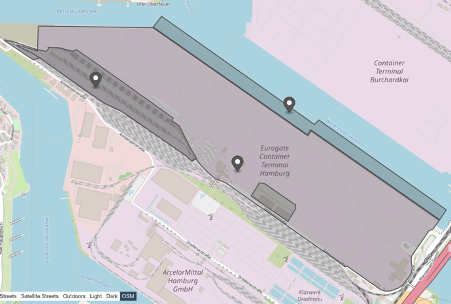 Petroleumhafen
Ufer Oberfeuer
Container
Terminal
Burchardkai
Eurogate
Container
Terminal
Hamburg
ArcelorMittal
Hamburg
GmbH
Klärwerk
Dradenau
Streets Satellite Streets Outdoors Light Dark OSM